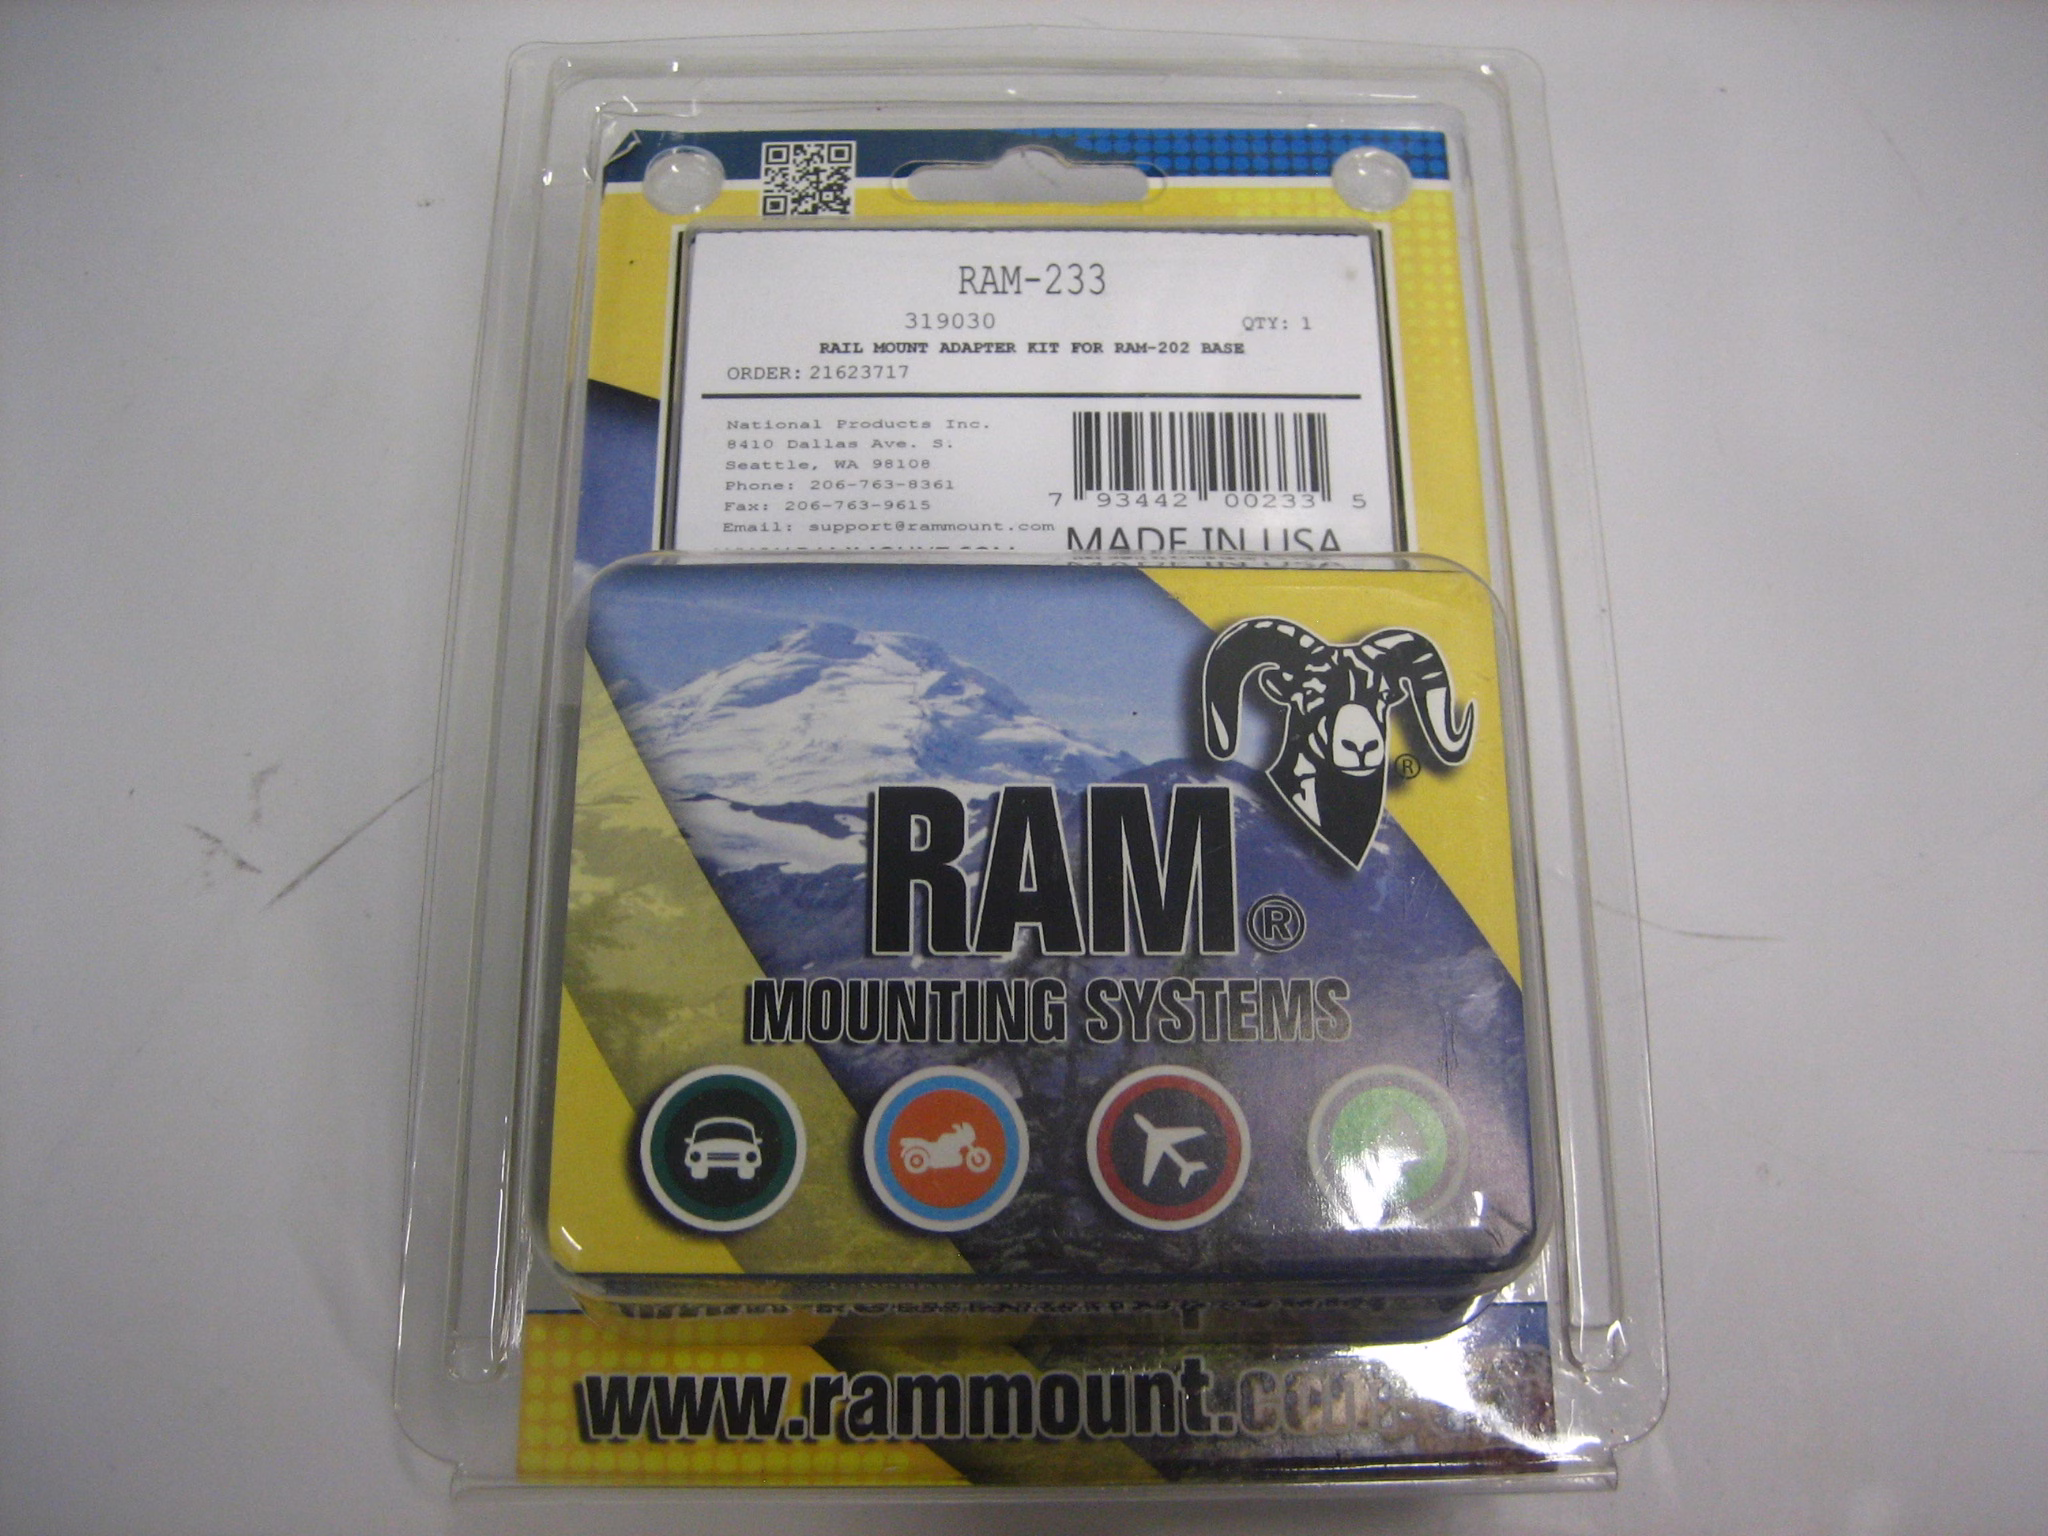 RAM-233
319030 QTY: 1
RAIL MOUNT ADAPTER KIT FOR RAM-202 BASE
ORDER: 21623717
National Products Inc.
8410 Dallas Ave. S.
Seattle, WA 98108
Phone: 206-763-8361
Fax: 206-763-9615
Email: support@rammount.com
7 93442 00233 5
MADE IN USA
®
RAM®
MOUNTING SYSTEMS
www.rammount.com